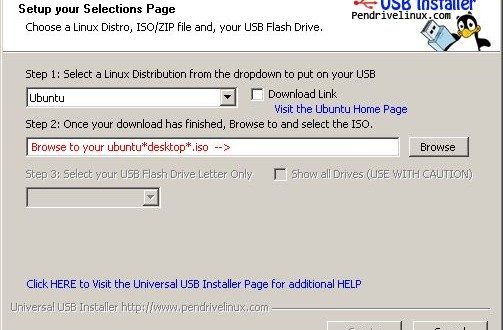 Setup your Selections Page
USB Installer
Choose a Linux Distro, ISO/ZIP file and, your USB Flash Drive.
Pendrivelinux.com
Step 1: Select a Linux Distribution from the dropdown to put on your USB
Ubuntu
Download Link
Visit the Ubuntu Home Page
Step 2: Once your download has finished, Browse to and select the ISO.
Browse to your ubuntu*desktop*.iso -->
Browse
Step 3: Select your USB Flash Drive Letter Only
Show all Drives (USE WITH CAUTION)
Click HERE to Visit the Universal USB Installer Page for additional HELP
Universal USB Installer http://www.pendrivelinux.com